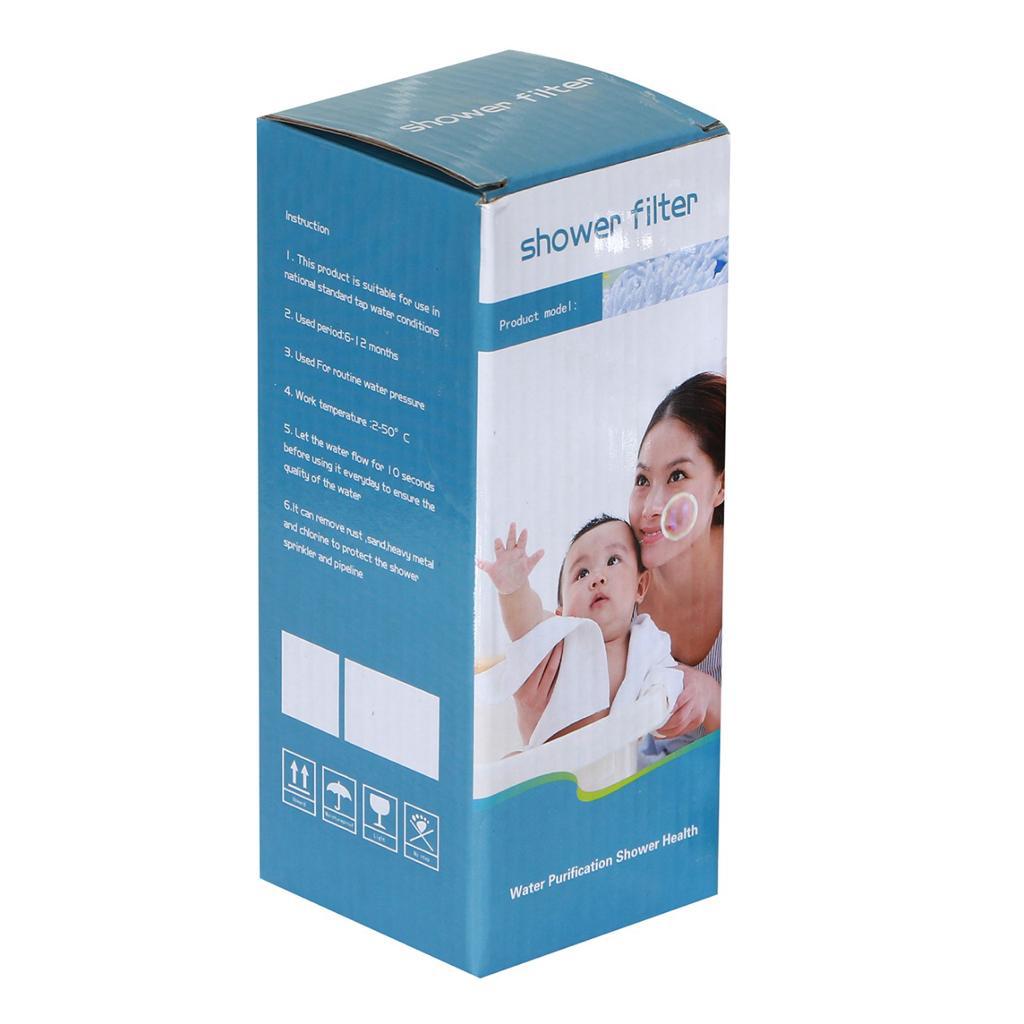 shower filter
shower filter
Product model:
Water Purification Shower Health
Instruction
1. This product is suitable for use in
national standard tap water conditions
2. Used period:6-12 months
3. Used For routine water pressure
4. Work temperature :2-50° C
5. Let the water flow for 10 seconds
before using it everyday to ensure the
quality of the water
6.It can remove rust ,sand,heavy metal
and chlorine to protect the shower
sprinkler and pipeline